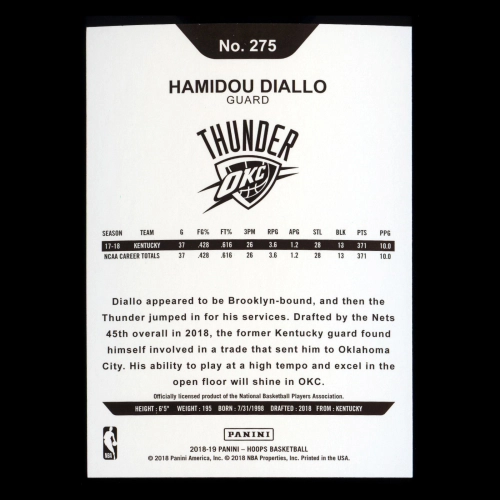 No. 275
HAMIDOU DIALLO
GUARD
THUNDER
OKC
SEASON TEAM G FG% FT% 3PM RPG APG STL BLK PTS PPG
17-18 KENTUCKY 37 .428 .616 26 3.6 1.2 28 13 371 10.0
NCAA CAREER TOTALS 37 .428 .616 26 3.6 1.2 28 13 371 10.0
Diallo appeared to be Brooklyn-bound, and then the
Thunder jumped in for his services. Drafted by the Nets
45th overall in 2018, the former Kentucky guard found
himself involved in a trade that sent him to Oklahoma
City. His ability to play at a high tempo and excel in the
open floor will shine in OKC.
Officially licensed product of the National Basketball Players Association.
HEIGHT: 6'5" WEIGHT: 195 BORN: 7/31/1998 DRAFTED: 2018 FROM: KENTUCKY
NBA
PANINI
2018-19 PANINI – HOOPS BASKETBALL
© 2018 Panini America, Inc. © 2018 NBA Properties, Inc. Printed in the USA.